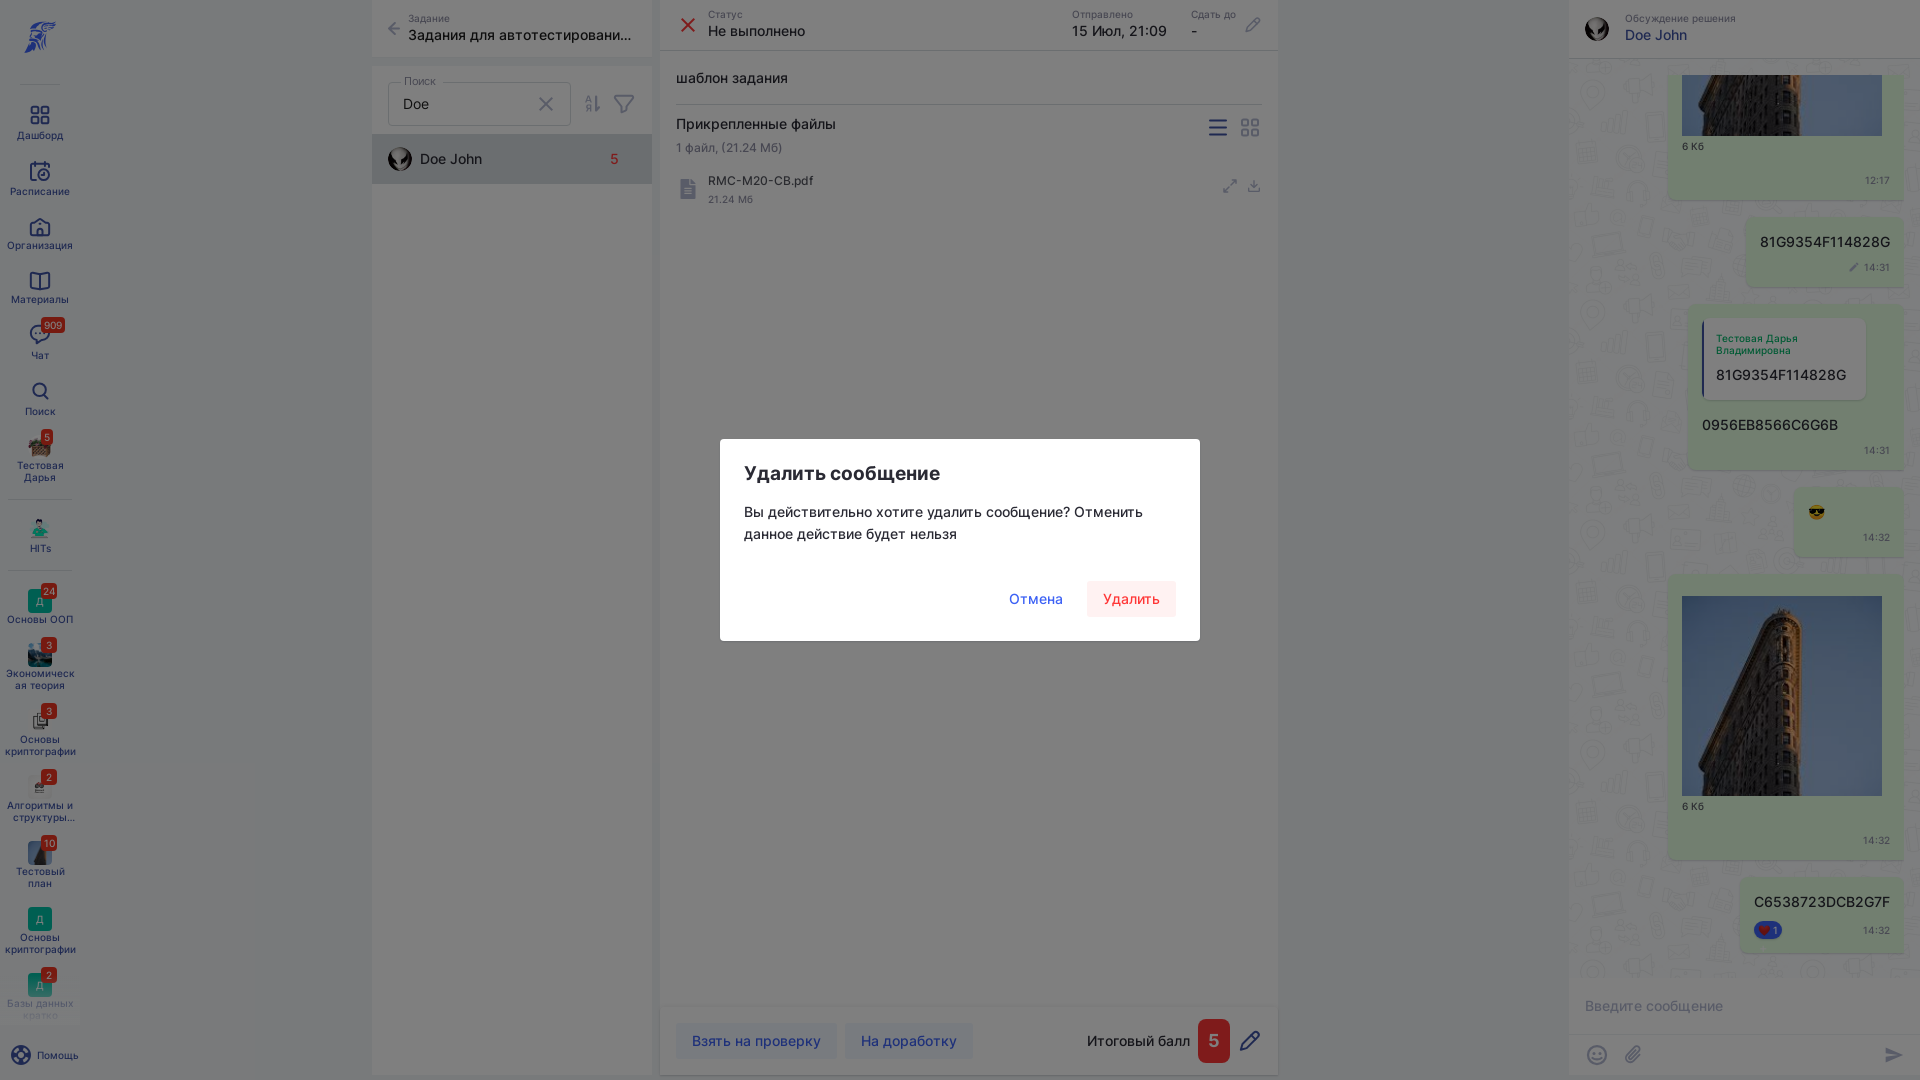 Дашборд
Расписание
Организация
Материалы
909
Чат
Поиск
5
Тестовая
Дарья
HITs
24
Д
Основы ООП
3
Экономическ
ая теория
3
Основы
криптографии
2
Алгоритмы и
структуры...
10
Тестовый
план
Д
Основы
криптографии
2
Д
Базы данных
кратко
Помощь
Задание
Задания для автотестировани...
Поиск
Doe
Doe John
5
Статус
Не выполнено
Отправлено
15 Июл, 21:09
Сдать до
-
шаблон задания
Прикрепленные файлы
1 файл, (21.24 Мб)
RMC-M20-CB.pdf
21.24 Мб
Удалить сообщение
Вы действительно хотите удалить сообщение? Отменить
данное действие будет нельзя
Отмена
Удалить
Взять на проверку
На доработку
Итоговый балл
5
Обсуждение решения
Doe John
6 Кб
12:17
81G9354F114828G
14:31
Тестовая Дарья
Владимировна
81G9354F114828G
0956EB8566C6G6B
14:31
14:32
6 Кб
14:32
C6538723DCB2G7F
1
14:32
Введите сообщение